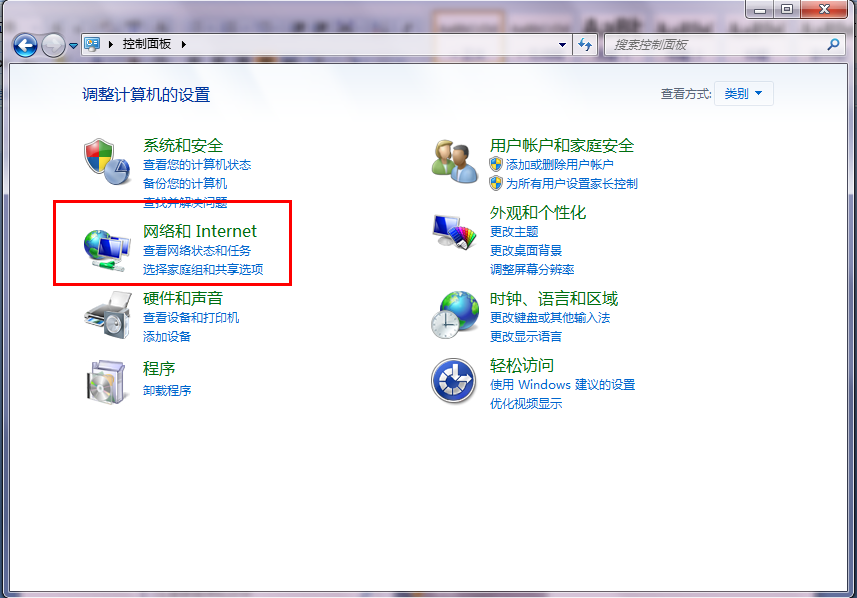 控制面板
搜索控制面板
调整计算机的设置
查看方式:
类别
系统和安全
查看您的计算机状态
备份您的计算机
查找并解决问题
网络和 Internet
查看网络状态和任务
选择家庭组和共享选项
硬件和声音
查看设备和打印机
添加设备
程序
卸载程序
用户帐户和家庭安全
添加或删除用户帐户
为所有用户设置家长控制
外观和个性化
更改主题
更改桌面背景
调整屏幕分辨率
时钟、语言和区域
更改键盘或其他输入法
更改显示语言
轻松访问
使用 Windows 建议的设置
优化视频显示